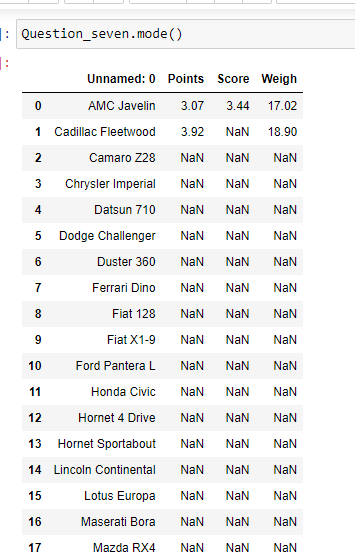 ]: Question_seven.mode()
]:
Unnamed: 0 Points Score Weigh
0 AMC Javelin 3.07 3.44 17.02
1 Cadillac Fleetwood 3.92 NaN 18.90
2 Camaro Z28 NaN NaN NaN
3 Chrysler Imperial NaN NaN NaN
4 Datsun 710 NaN NaN NaN
5 Dodge Challenger NaN NaN NaN
6 Duster 360 NaN NaN NaN
7 Ferrari Dino NaN NaN NaN
8 Fiat 128 NaN NaN NaN
9 Fiat X1-9 NaN NaN NaN
10 Ford Pantera L NaN NaN NaN
11 Honda Civic NaN NaN NaN
12 Hornet 4 Drive NaN NaN NaN
13 Hornet Sportabout NaN NaN NaN
14 Lincoln Continental NaN NaN NaN
15 Lotus Europa NaN NaN NaN
16 Maserati Bora NaN NaN NaN
17 Mazda RX4 NaN NaN NaN